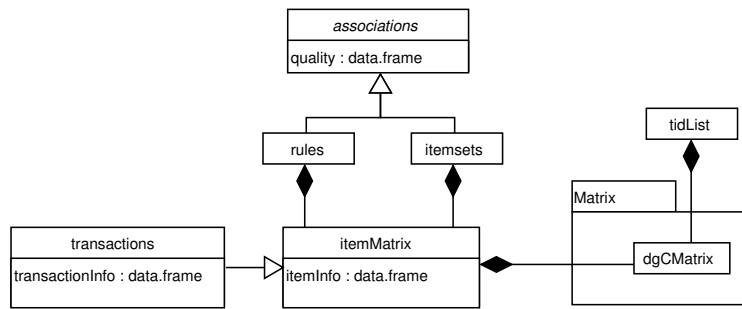 associations
quality : data.frame
tidList
rules
itemsets
Matrix
transactions
itemMatrix
dgCMatrix
transactionInfo : data.frame
itemInfo : data.frame